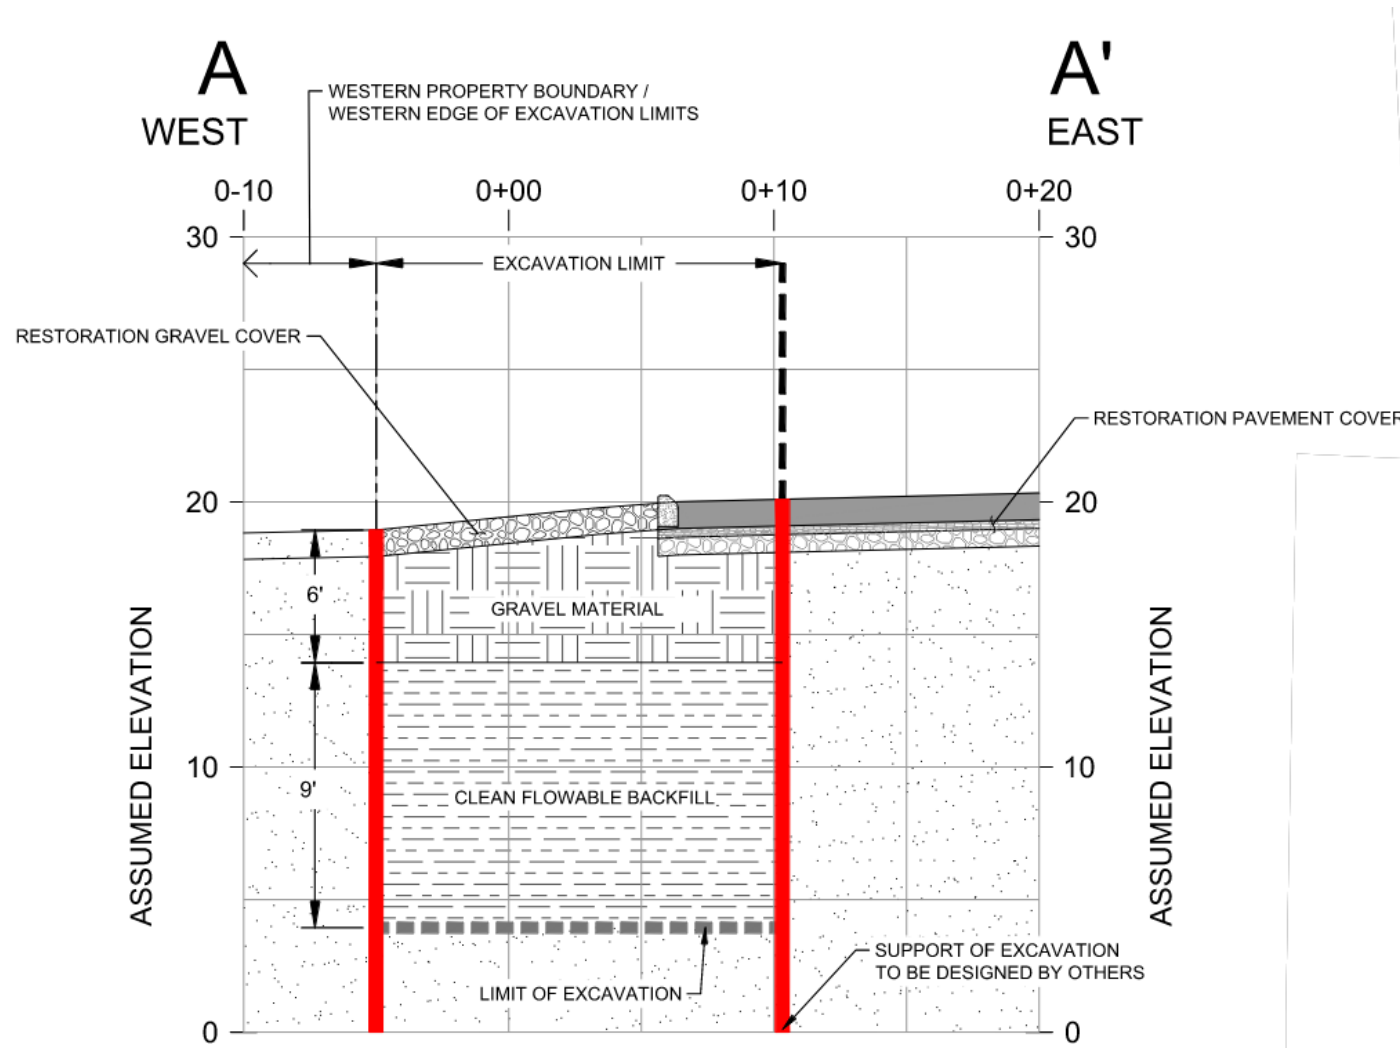 A
A'
WESTERN PROPERTY BOUNDARY /
WESTERN EDGE OF EXCAVATION LIMITS
WEST
EAST
0-10
0+00
0+10
0+20
30
30
EXCAVATION LIMIT
RESTORATION GRAVEL COVER
RESTORATION PAVEMENT COVER
20
20
6'
GRAVEL MATERIAL
ASSUMED ELEVATION
ASSUMED ELEVATION
10
10
9'
CLEAN FLOWABLE BACKFILL
SUPPORT OF EXCAVATION
TO BE DESIGNED BY OTHERS
LIMIT OF EXCAVATION
0
0